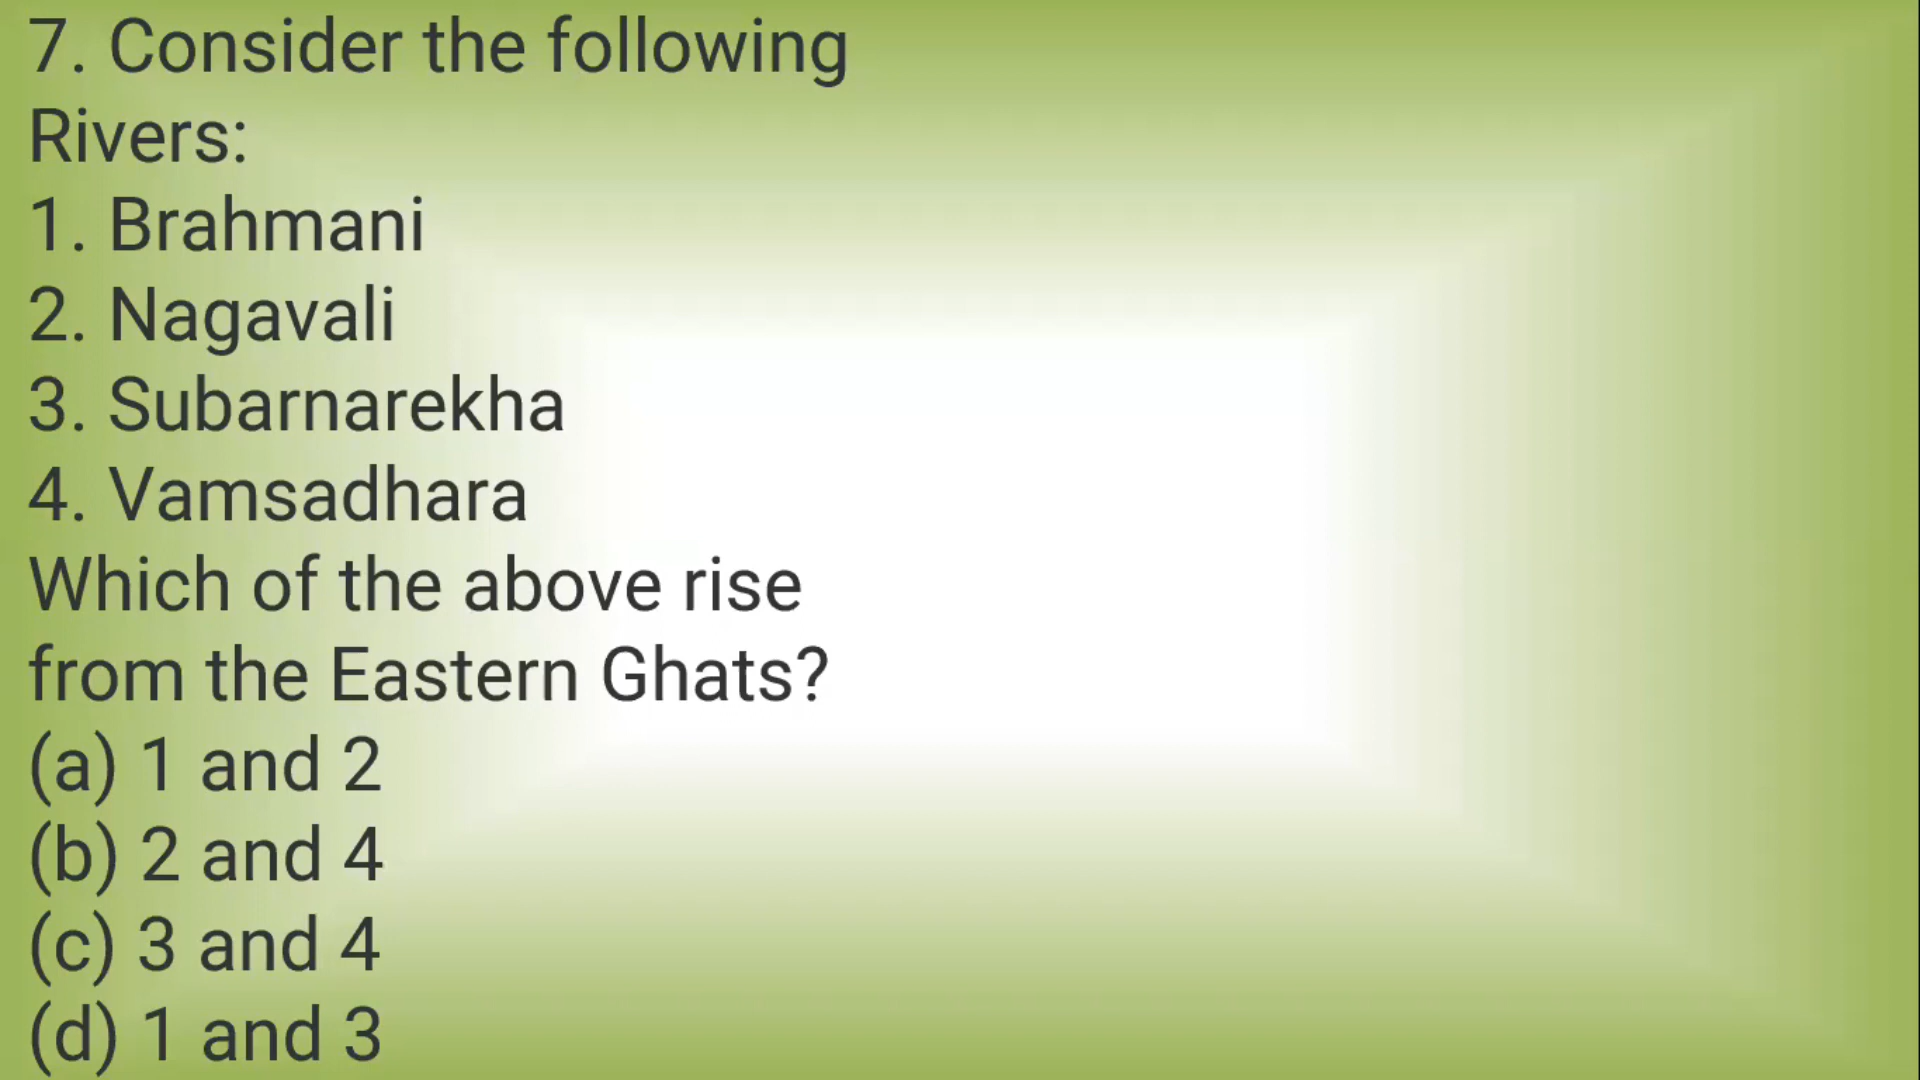 7. Consider the following
Rivers:
1. Brahmani
2. Nagavali
3. Subarnarekha
4. Vamsadhara
Which of the above rise
from the Eastern Ghats?
(a) 1 and 2
(b) 2 and 4
(c) 3 and 4
(d) 1 and 3